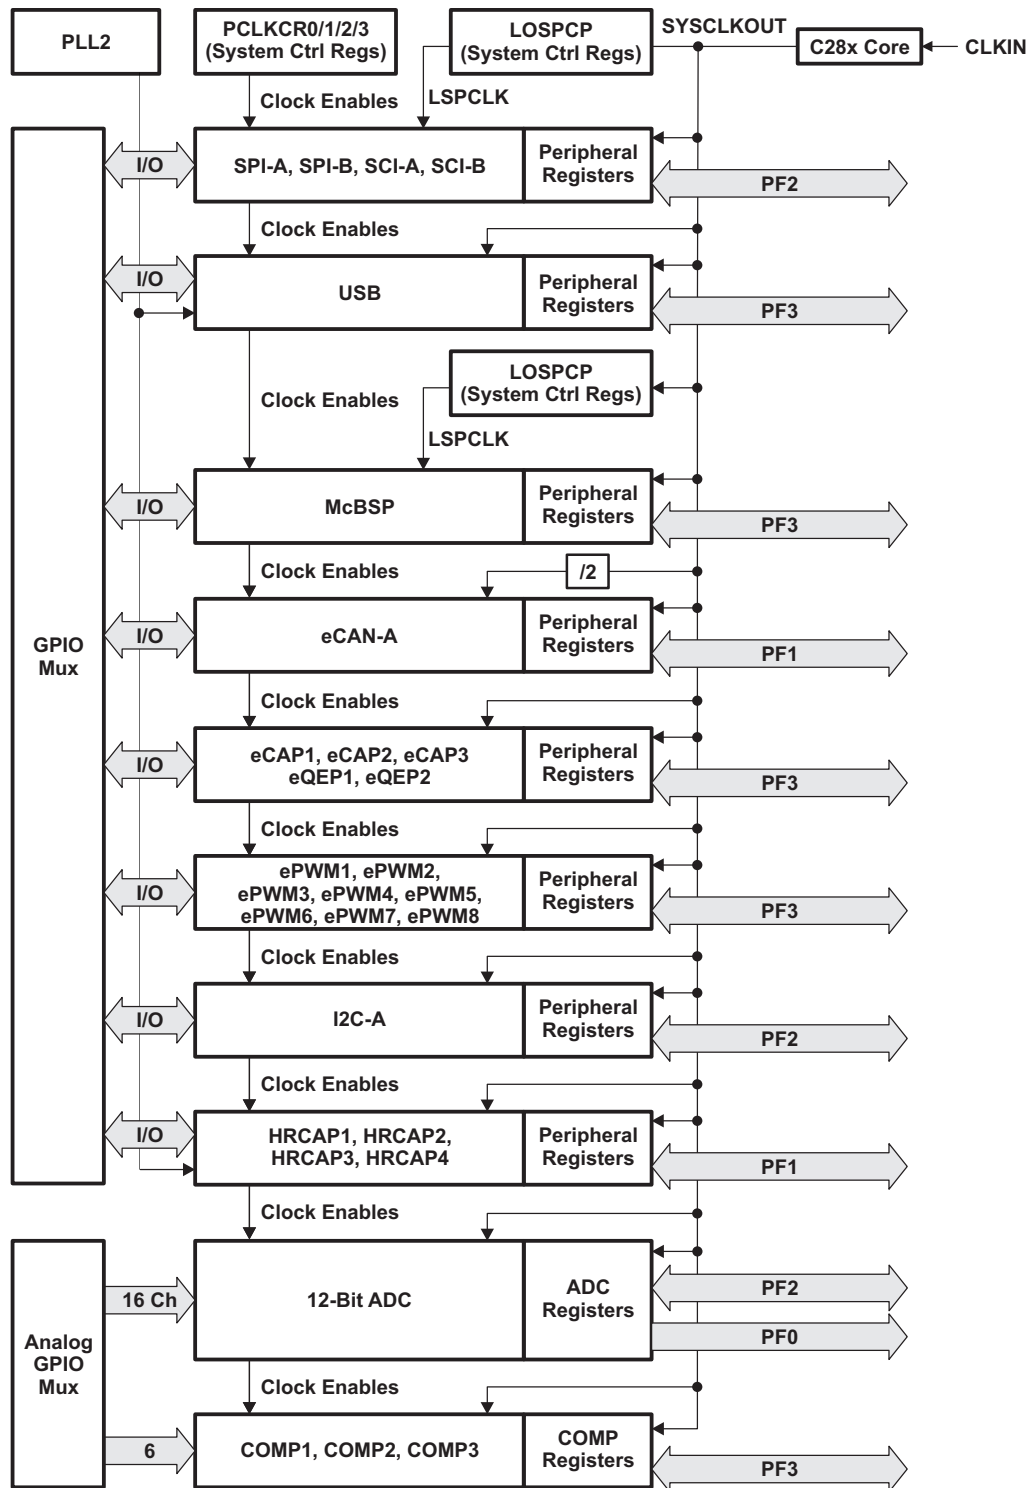 PLL2
PCLKCR0/1/2/3
(System Ctrl Regs)
LOSPCP
(System Ctrl Regs)
SYSCLKOUT
C28x Core
CLKIN
Clock Enables
LSPCLK
I/O
SPI-A, SPI-B, SCI-A, SCI-B
Peripheral
Registers
PF2
Clock Enables
I/O
USB
Peripheral
Registers
PF3
LOSPCP
(System Ctrl Regs)
Clock Enables
LSPCLK
I/O
McBSP
Peripheral
Registers
PF3
Clock Enables
/2
GPIO
Mux
I/O
eCAN-A
Peripheral
Registers
PF1
Clock Enables
I/O
eCAP1, eCAP2, eCAP3
eQEP1, eQEP2
Peripheral
Registers
PF3
Clock Enables
I/O
ePWM1, ePWM2,
ePWM3, ePWM4, ePWM5,
ePWM6, ePWM7, ePWM8
Peripheral
Registers
PF3
Clock Enables
I/O
I2C-A
Peripheral
Registers
PF2
Clock Enables
I/O
HRCAP1, HRCAP2,
HRCAP3, HRCAP4
Peripheral
Registers
PF1
Clock Enables
Analog
GPIO
Mux
16 Ch
12-Bit ADC
ADC
Registers
PF2
PF0
Clock Enables
6
COMP1, COMP2, COMP3
COMP
Registers
PF3